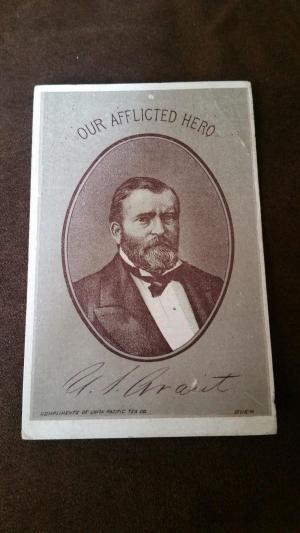 OUR AFFLICTED HERO
U. S. Grant
COMPLIMENTS OF UNION PACIFIC TEA CO.